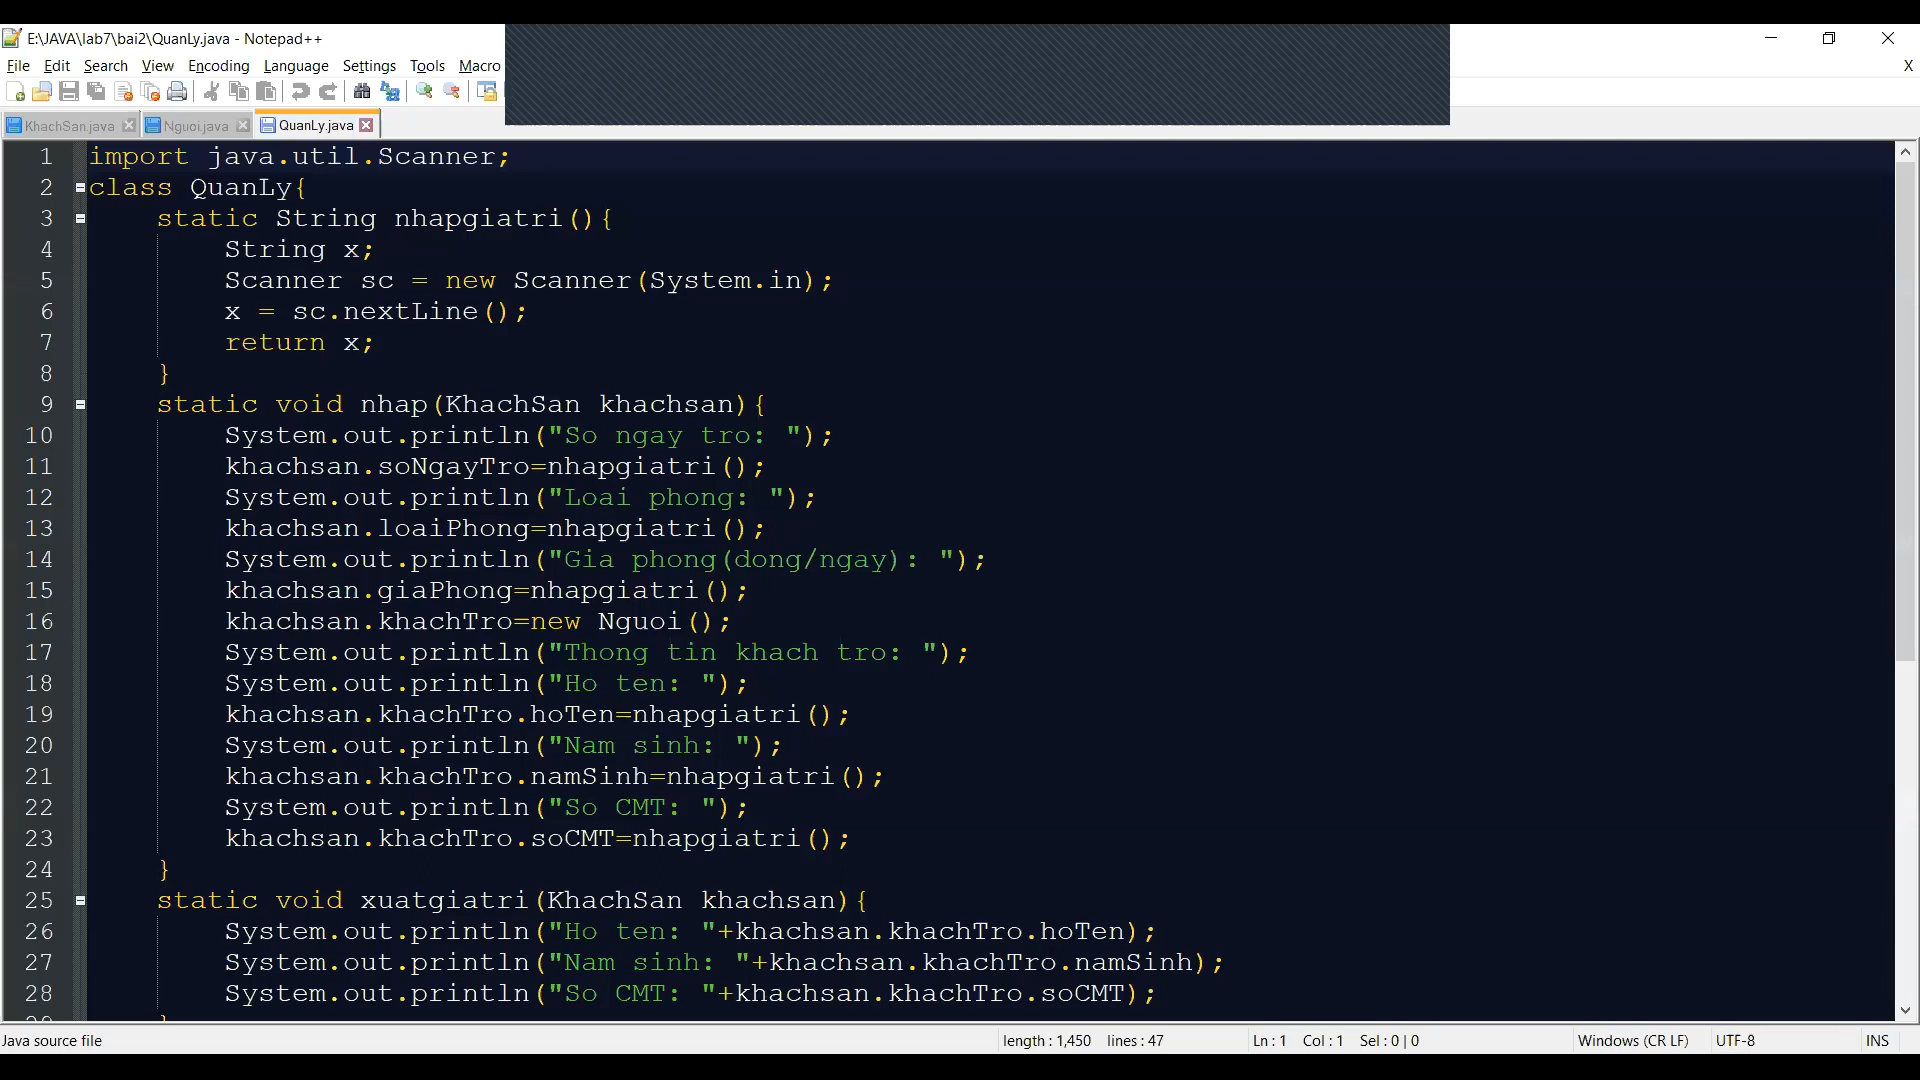 E:\JAVA\lab7\bai2\QuanLy.java - Notepad++
File Edit Search View Encoding Language Settings Tools Macro
X
KhachSan.java Nguoi.java QuanLy.java
1 import java.util.Scanner;
2 class QuanLy{
3 static String nhapgiatri(){
4 String x;
5 Scanner sc = new Scanner(System.in);
6 x = sc.nextLine();
7 return x;
8 }
9 static void nhap(KhachSan khachsan){
10 System.out.println("So ngay tro: ");
11 khachsan.soNgayTro=nhapgiatri();
12 System.out.println("Loai phong: ");
13 khachsan.loaiPhong=nhapgiatri();
14 System.out.println("Gia phong(dong/ngay): ");
15 khachsan.giaPhong=nhapgiatri();
16 khachsan.khachTro=new Nguoi();
17 System.out.println("Thong tin khach tro: ");
18 System.out.println("Ho ten: ");
19 khachsan.khachTro.hoTen=nhapgiatri();
20 System.out.println("Nam sinh: ");
21 khachsan.khachTro.namSinh=nhapgiatri();
22 System.out.println("So CMT: ");
23 khachsan.khachTro.soCMT=nhapgiatri();
24 }
25 static void xuatgiatri(KhachSan khachsan){
26 System.out.println("Ho ten: "+khachsan.khachTro.hoTen);
27 System.out.println("Nam sinh: "+khachsan.khachTro.namSinh);
28 System.out.println("So CMT: "+khachsan.khachTro.soCMT);
Java source file length : 1,450 lines : 47 Ln : 1 Col : 1 Sel : 0 | 0 Windows (CR LF) UTF-8 INS